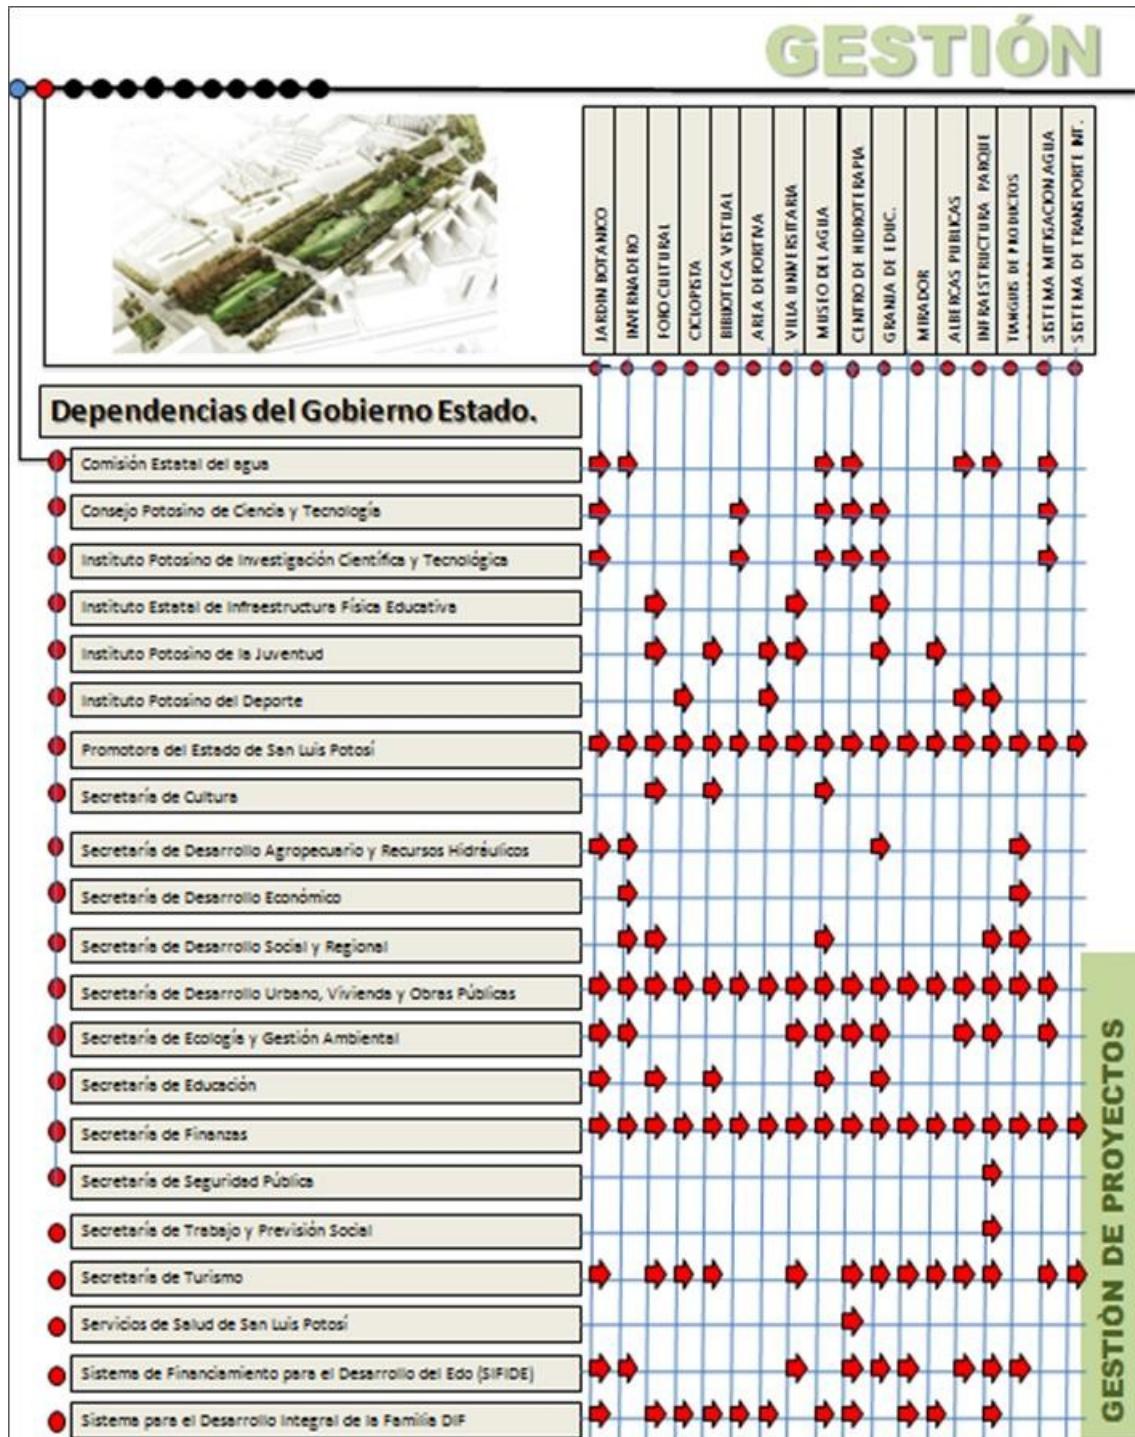 GESTIÓN
JARDIN BOTANICO
INVERNADERO
FORO CULTURAL
CICLOPISTA
BIBLIOTECA VISTUAL
AREA DEPORTIVA
VILLA UNIVERSITARIA
MUSEO DEL AGUA
CENTRO DE HIDROTERAPIA
GRANJA DE EDUC.
MIRADOR
ALBERCAS PUBLICAS
INFRAESTRUCTURA PARQUE
TIANGUIS DE PRODUCTOS
SISTEMA MITIGACION AGUA
SISTEMA DE TRANSPORTE INT.
Dependencias del Gobierno Estado.
Comisión Estatal del agua
Consejo Potosino de Ciencia y Tecnología
Instituto Potosino de Investigación Científica y Tecnológica
Instituto Estatal de Infraestructura Física Educativa
Instituto Potosino de la Juventud
Instituto Potosino del Deporte
Promotora del Estado de San Luis Potosí
Secretaría de Cultura
Secretaría de Desarrollo Agropecuario y Recursos Hidráulicos
Secretaría de Desarrollo Económico
Secretaría de Desarrollo Social y Regional
Secretaría de Desarrollo Urbano, Vivienda y Obras Públicas
Secretaría de Ecología y Gestión Ambiental
Secretaría de Educación
Secretaría de Finanzas
Secretaría de Seguridad Pública
Secretaría de Trabajo y Previsión Social
Secretaría de Turismo
Servicios de Salud de San Luis Potosí
Sistema de Financiamiento para el Desarrollo del Edo (SIFIDE)
Sistema para el Desarrollo Integral de la Familia DIF
GESTIÒN DE PROYECTOS